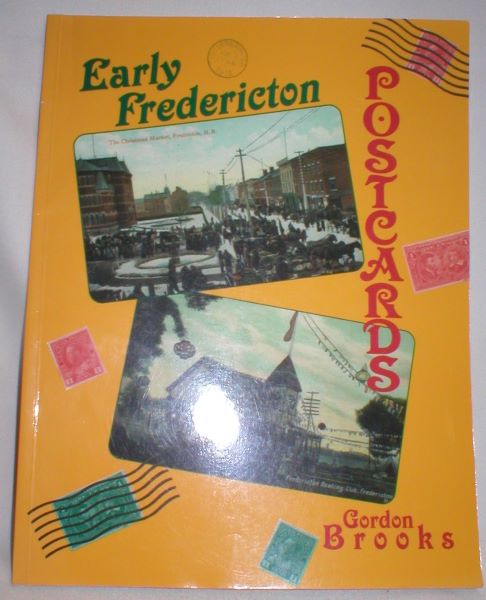 Early
Fredericton
POSTCARDS
The Christmas Market, Fredericton, N.B.
Fredericton Boating Club, Fredericton
Gordon
Brooks